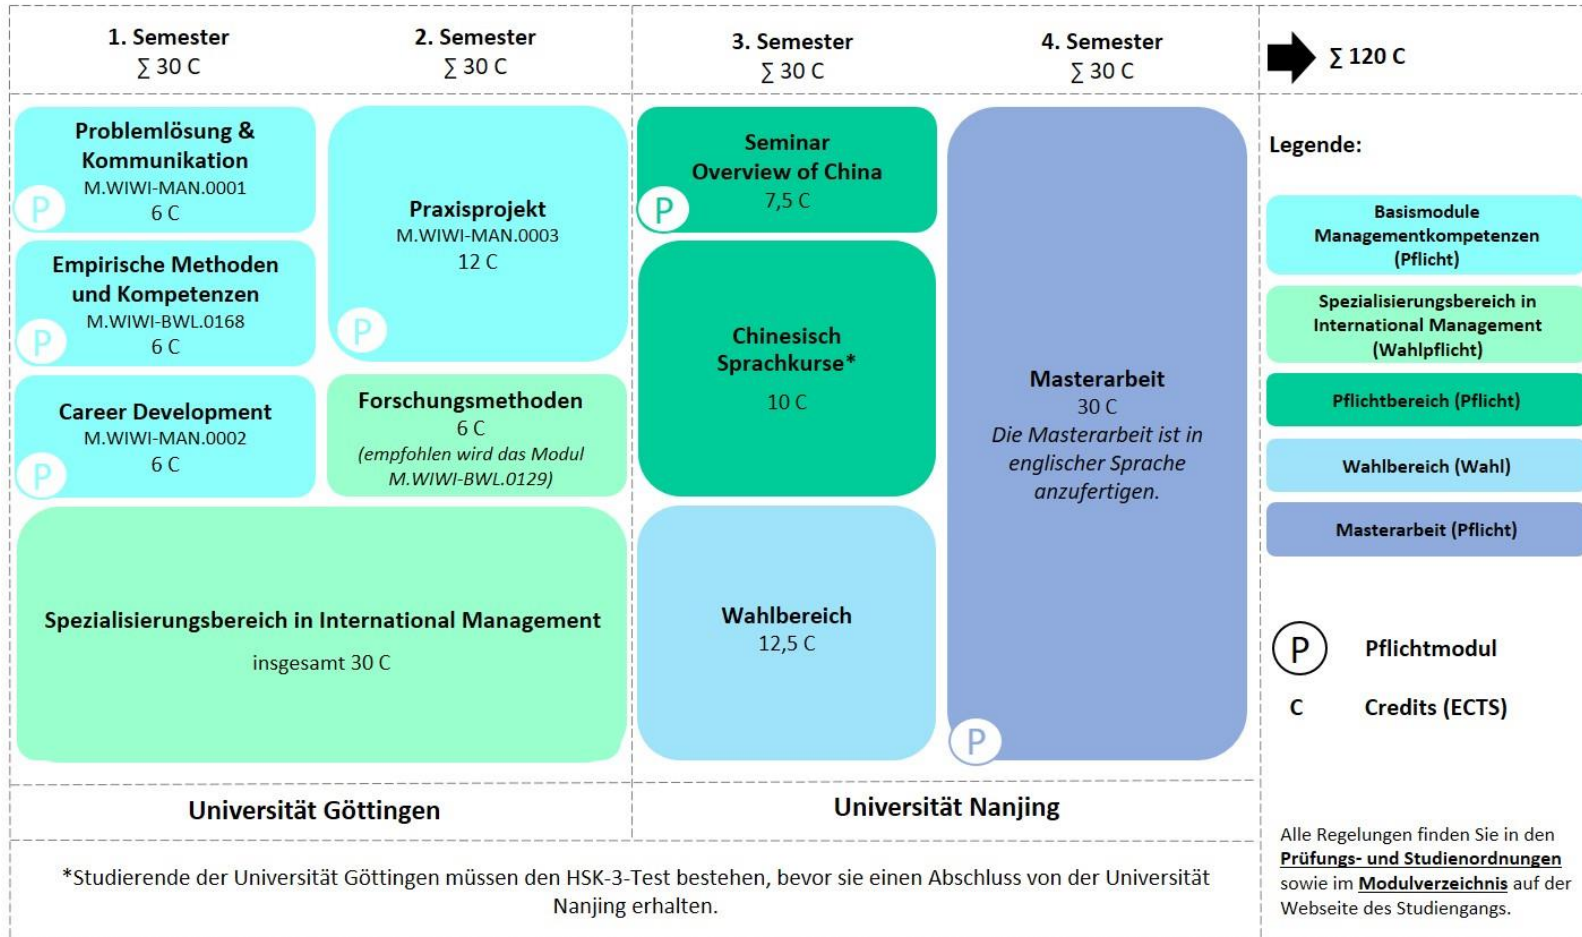 1. Semester
∑ 30 C
2. Semester
∑ 30 C
3. Semester
∑ 30 C
4. Semester
∑ 30 C
∑ 120 C
Problemlösung &
Kommunikation
M.WIWI-MAN.0001
6 C
P
Empirische Methoden
und Kompetenzen
M.WIWI-BWL.0168
6 C
P
Career Development
M.WIWI-MAN.0002
6 C
P
Praxisprojekt
M.WIWI-MAN.0003
12 C
P
Forschungsmethoden
6 C
(empfohlen wird das Modul
M.WIWI-BWL.0129)
Spezialisierungsbereich in International Management
insgesamt 30 C
Seminar
Overview of China
7,5 C
P
Chinesisch
Sprachkurse*
10 C
Wahlbereich
12,5 C
Masterarbeit
30 C
Die Masterarbeit ist in
englischer Sprache
anzufertigen.
P
Universität Göttingen
Universität Nanjing
*Studierende der Universität Göttingen müssen den HSK-3-Test bestehen, bevor sie einen Abschluss von der Universität
Nanjing erhalten.
Legende:
Basismodule
Managementkompetenzen
(Pflicht)
Spezialisierungsbereich in
International Management
(Wahlpflicht)
Pflichtbereich (Pflicht)
Wahlbereich (Wahl)
Masterarbeit (Pflicht)
P Pflichtmodul
C Credits (ECTS)
Alle Regelungen finden Sie in den
Prüfungs- und Studienordnungen
sowie im Modulverzeichnis auf der
Webseite des Studiengangs.